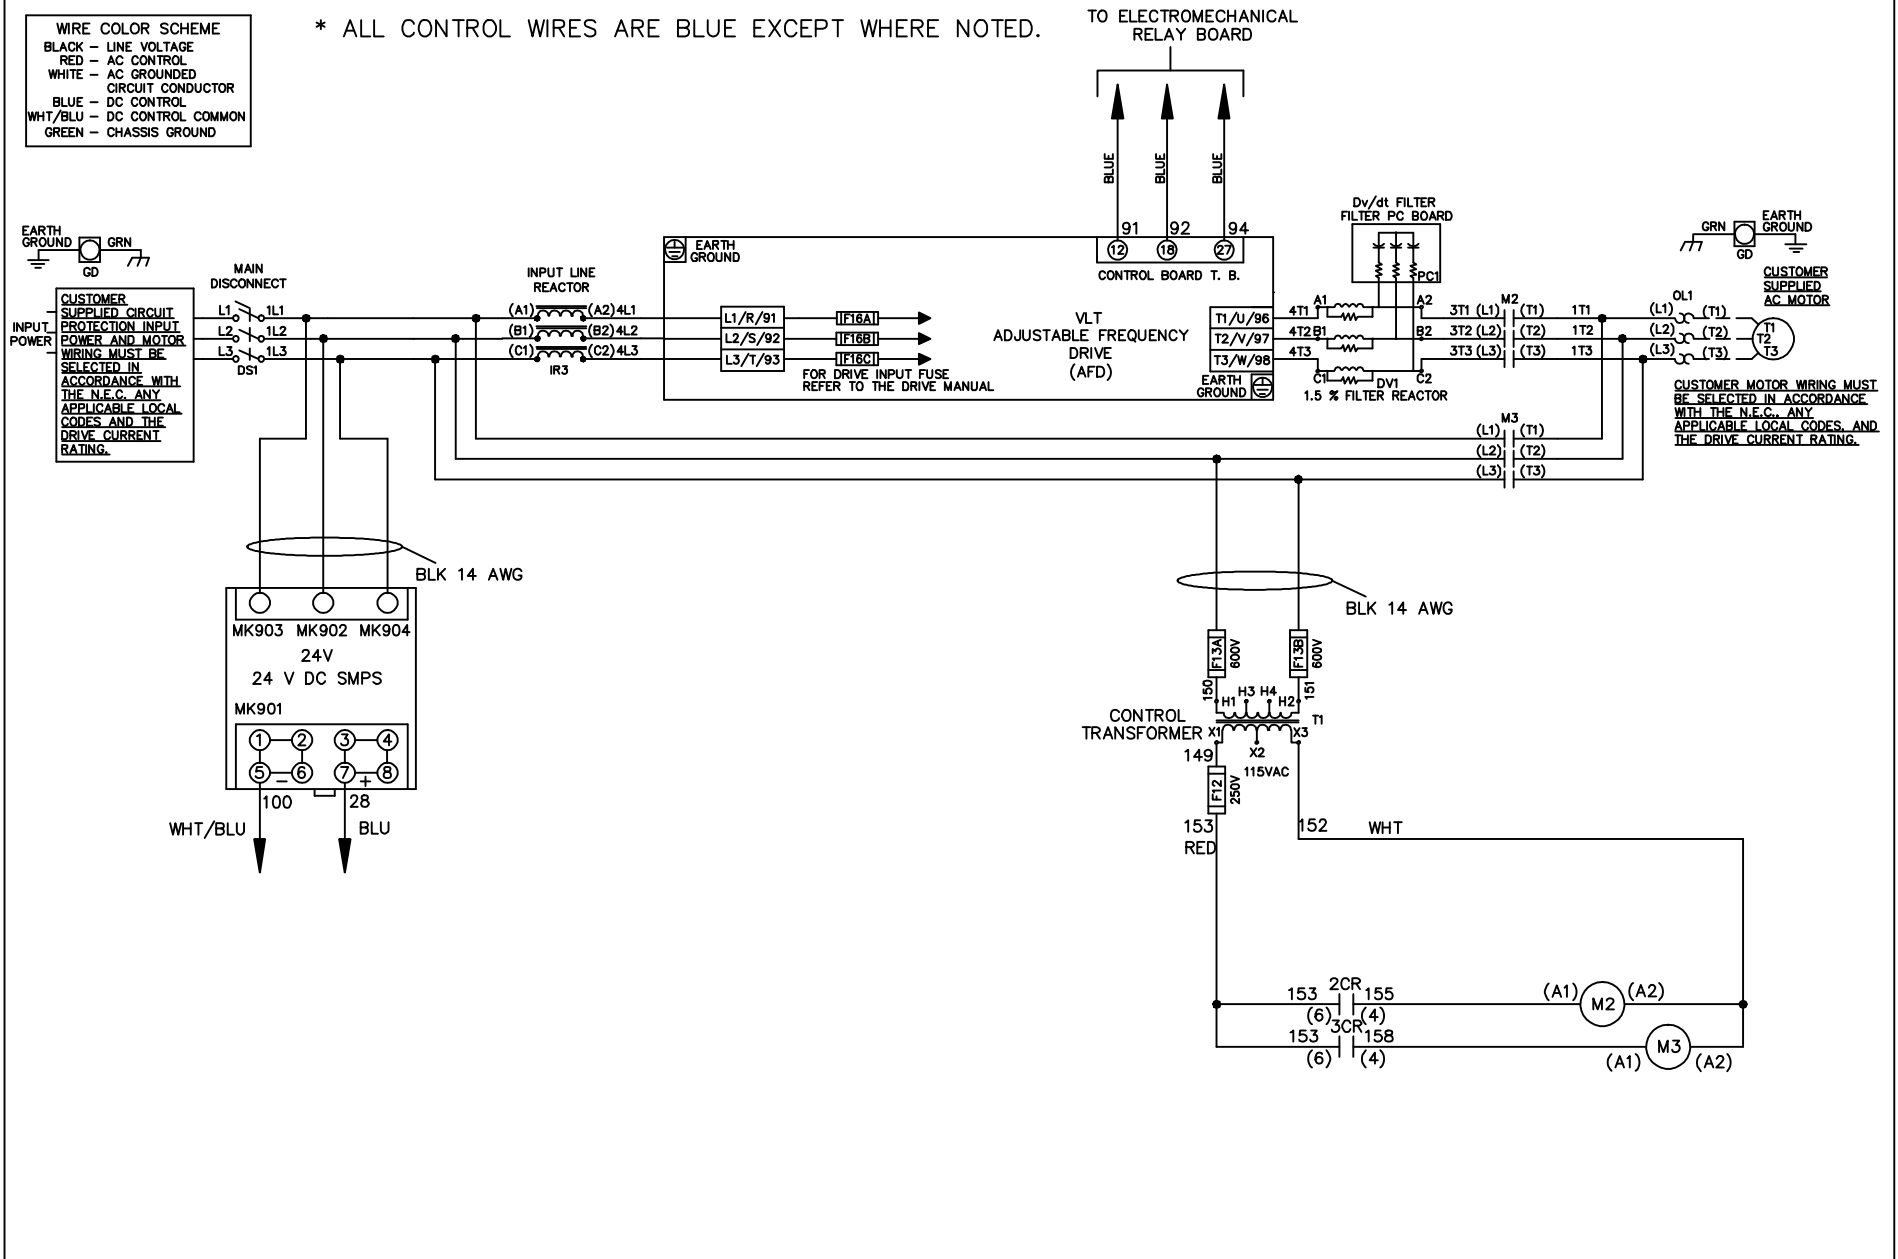 WIRE COLOR SCHEME
BLACK – LINE VOLTAGE
RED – AC CONTROL
WHITE – AC GROUNDED
CIRCUIT CONDUCTOR
BLUE – DC CONTROL
WHT/BLU – DC CONTROL COMMON
GREEN – CHASSIS GROUND
* ALL CONTROL WIRES ARE BLUE EXCEPT WHERE NOTED.
TO ELECTROMECHANICAL
RELAY BOARD
BLUE
BLUE
BLUE
91
92
94
12
18
27
CONTROL BOARD T. B.
EARTH
GROUND
GRN
GD
INPUT
POWER
CUSTOMER
SUPPLIED CIRCUIT
PROTECTION INPUT
POWER AND MOTOR
WIRING MUST BE
SELECTED IN
ACCORDANCE WITH
THE N.E.C. ANY
APPLICABLE LOCAL
CODES AND THE
DRIVE CURRENT
RATING.
MAIN
DISCONNECT
L1 1L1
L2 1L2
L3 1L3
DS1
INPUT LINE
REACTOR
(A1) (A2) 4L1
(B1) (B2) 4L2
(C1) (C2) 4L3
IR3
EARTH
GROUND
L1/R/91
L2/S/92
L3/T/93
F16A
F16B
F16C
FOR DRIVE INPUT FUSE
REFER TO THE DRIVE MANUAL
VLT
ADJUSTABLE FREQUENCY
DRIVE
(AFD)
T1/U/96
T2/V/97
T3/W/98
EARTH
GROUND
Dv/dt FILTER
FILTER PC BOARD
PC1
4T1 A1 A2
4T2 B1 B2
4T3
C1 DV1 C2
1.5 % FILTER REACTOR
M2
3T1 (L1) (T1) 1T1
3T2 (L2) (T2) 1T2
3T3 (L3) (T3) 1T3
OL1
(L1) (T1)
(L2) (T2)
(L3) (T3)
T1
T2
T3
GRN
EARTH
GROUND
GD
CUSTOMER
SUPPLIED
AC MOTOR
CUSTOMER MOTOR WIRING MUST
BE SELECTED IN ACCORDANCE
WITH THE N.E.C., ANY
APPLICABLE LOCAL CODES, AND
THE DRIVE CURRENT RATING.
M3
(L1) (T1)
(L2) (T2)
(L3) (T3)
BLK 14 AWG
MK903 MK902 MK904
24V
24 V DC SMPS
MK901
1 2 3 4
5 6 7 8
– +
100 28
WHT/BLU BLU
BLK 14 AWG
F13A
600V
F13B
600V
150
151
H1 H3 H4 H2
T1
CONTROL
TRANSFORMER
X1 X3
X2
149
115VAC
F12
250V
153
RED
152 WHT
2CR
153 155
(6) (4)
(A1) M2 (A2)
3CR
153 158
(6) (4)
(A1) M3 (A2)